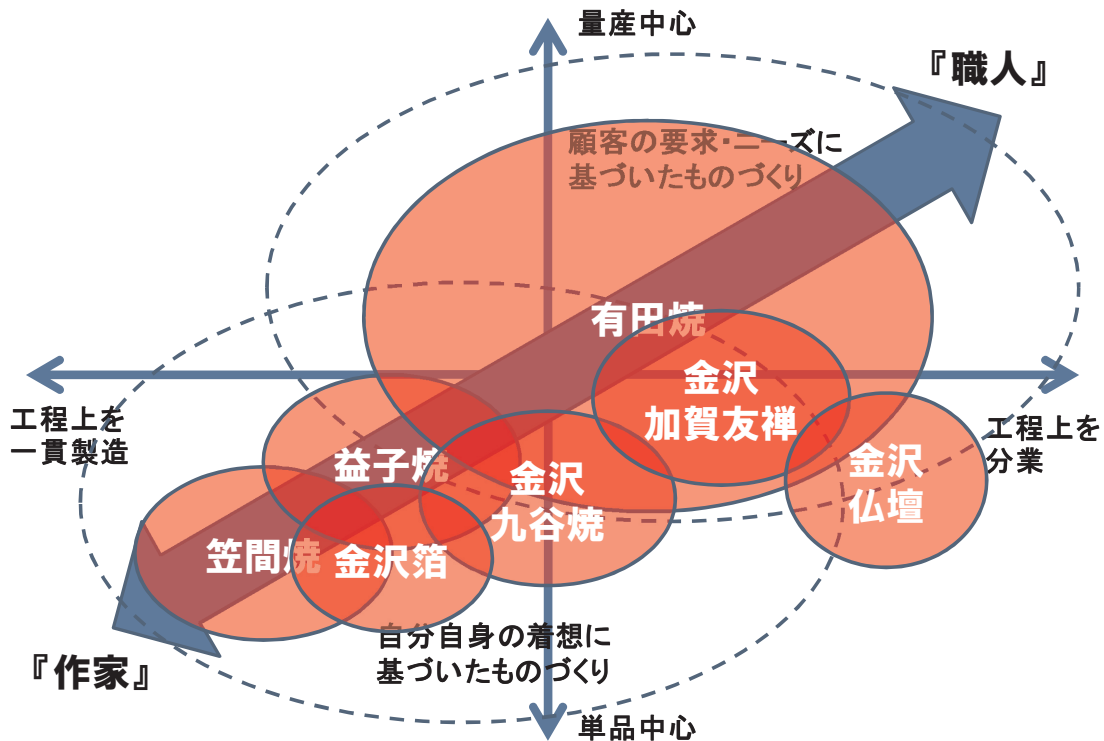 量産中心
『職人』
顧客の要求・ニーズに
基づいたものづくり
有田焼
金沢
加賀友禅
工程上を
一貫製造
工程上を
分業
益子焼
金沢
九谷焼
金沢
仏壇
笠間焼
金沢箔
自分自身の着想に
基づいたものづくり
『作家』
単品中心